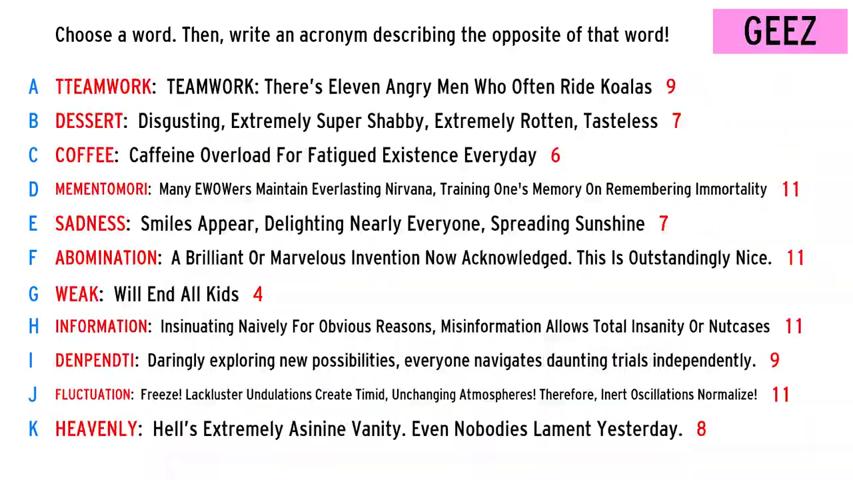 Choose a word. Then, write an acronym describing the opposite of that word!
GEEZ
A TTEAMWORK: TEAMWORK: There's Eleven Angry Men Who Often Ride Koalas 9
B DESSERT: Disgusting, Extremely Super Shabby, Extremely Rotten, Tasteless 7
C COFFEE: Caffeine Overload For Fatigued Existence Everyday 6
D MEMENTOMORI: Many EWOWers Maintain Everlasting Nirvana, Training One's Memory On Remembering Immortality 11
E SADNESS: Smiles Appear, Delighting Nearly Everyone, Spreading Sunshine 7
F ABOMINATION: A Brilliant Or Marvelous Invention Now Acknowledged. This Is Outstandingly Nice. 11
G WEAK: Will End All Kids 4
H INFORMATION: Insinuating Naively For Obvious Reasons, Misinformation Allows Total Insanity Or Nutcases 11
I DENPENDTI: Daringly exploring new possibilities, everyone navigates daunting trials independently. 9
J FLUCTUATION: Freeze! Lackluster Undulations Create Timid, Unchanging Atmospheres! Therefore, Inert Oscillations Normalize! 11
K HEAVENLY: Hell's Extremely Asinine Vanity. Even Nobodies Lament Yesterday. 8